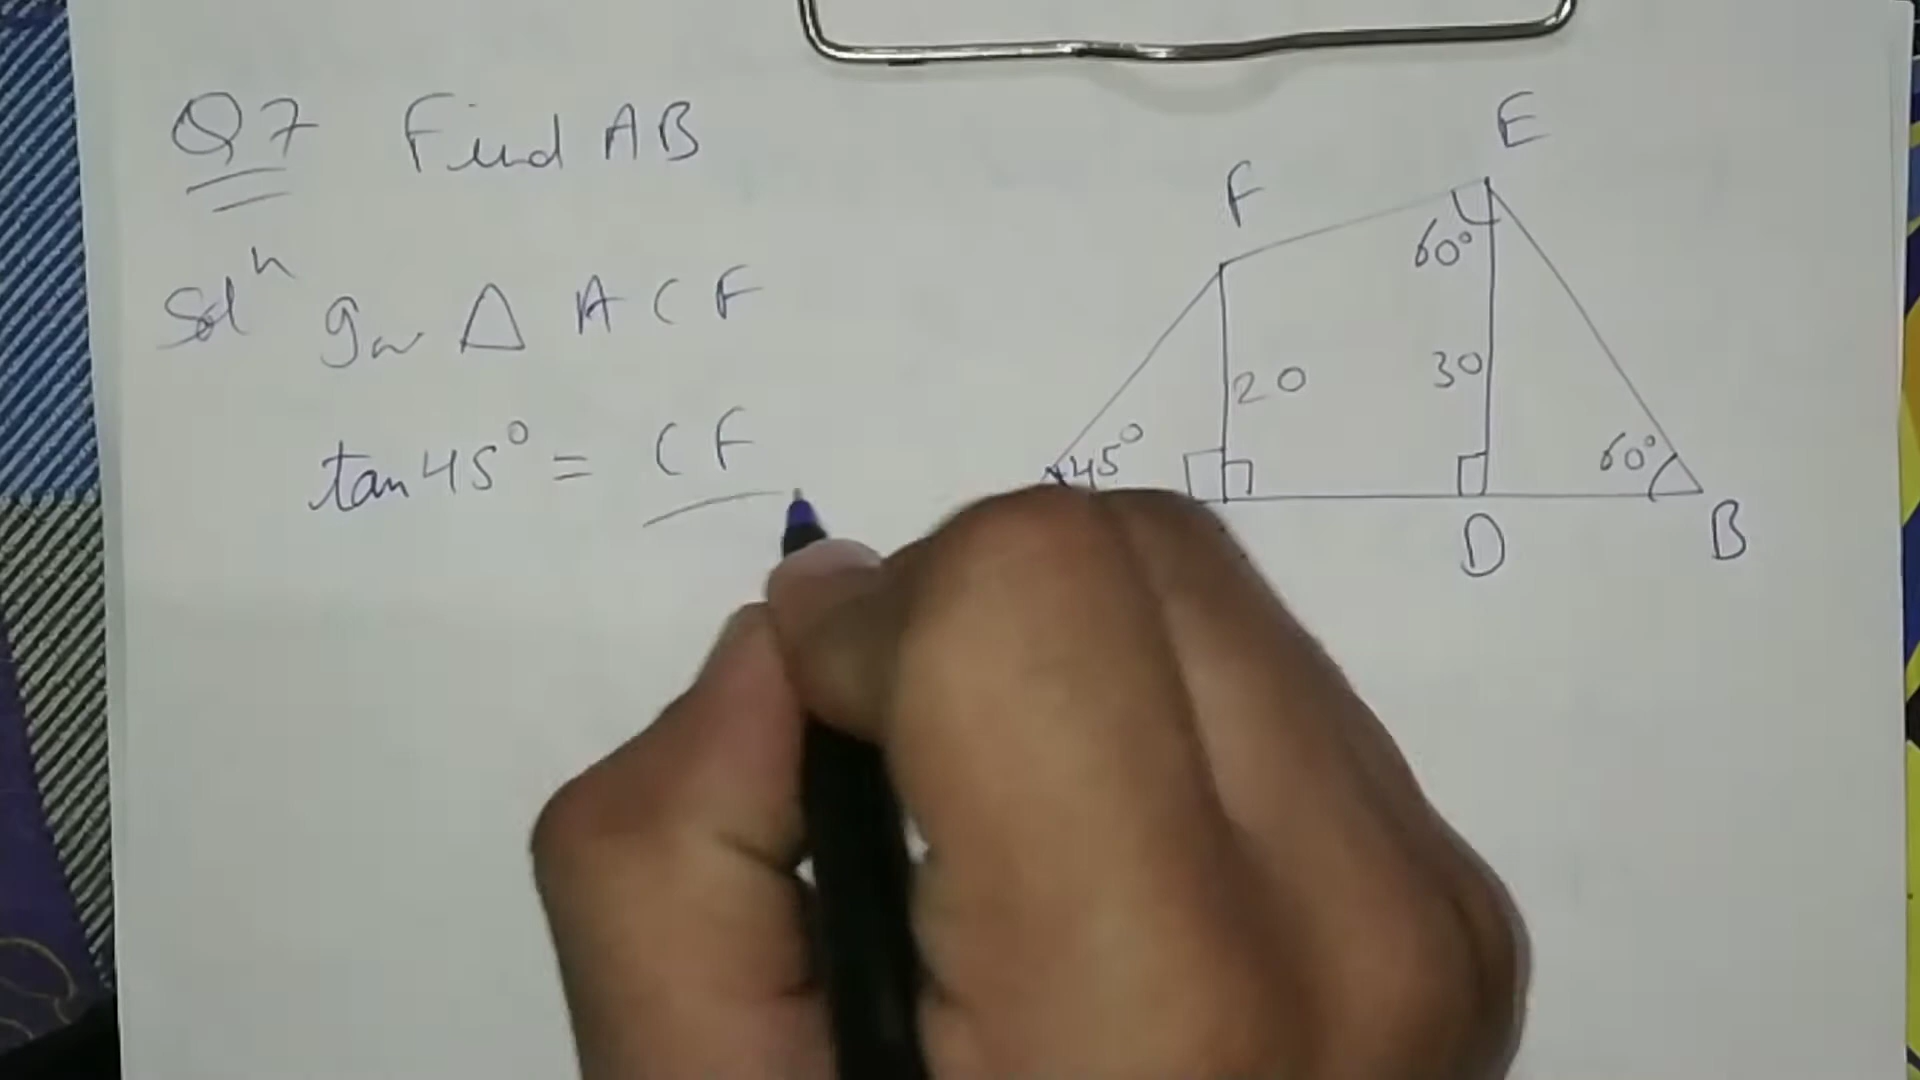 Q7 Find AB
Solⁿ In Δ ACF
tan 45° = CF
E
F
60°
20
30
45°
60°
D
B